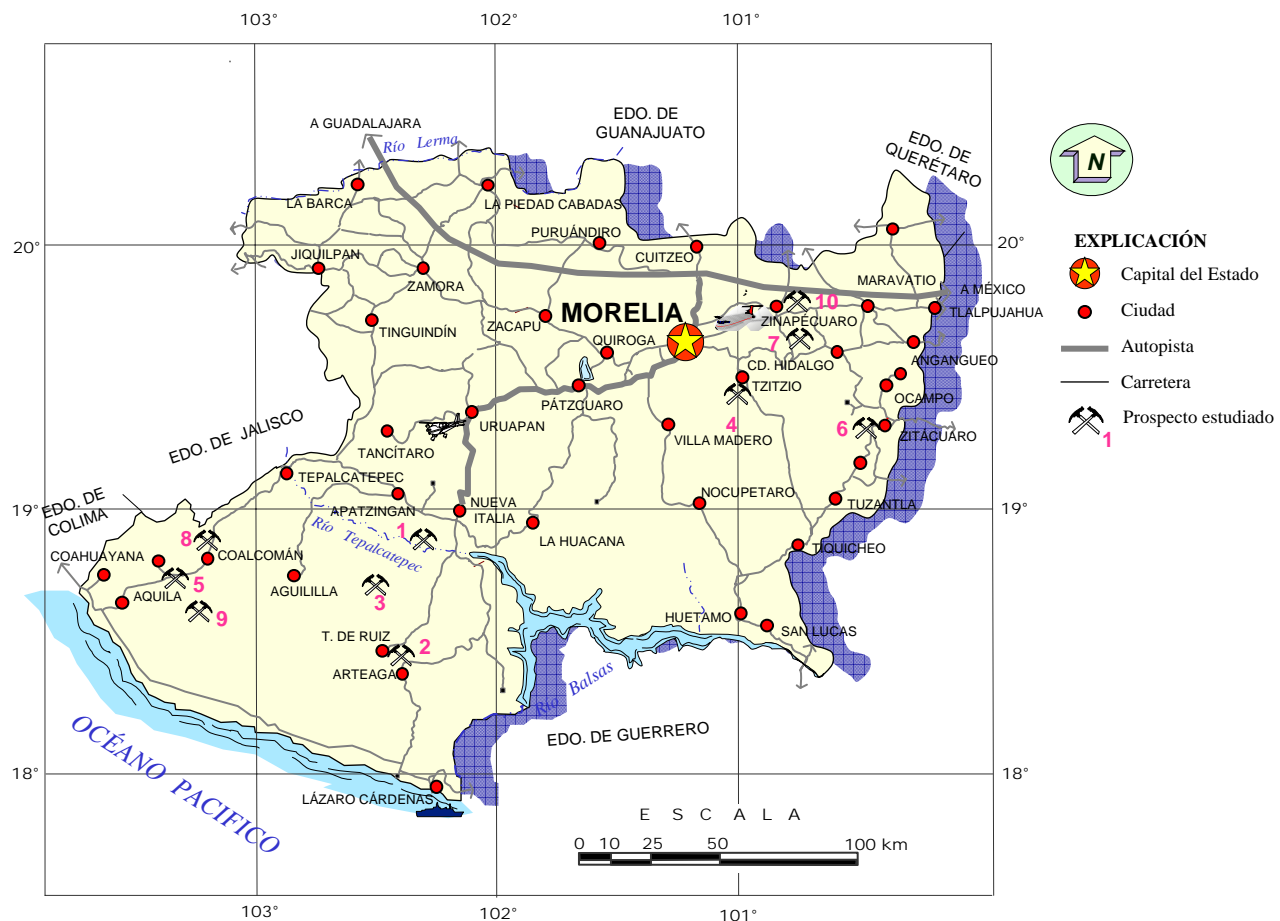 103°
102°
101°
A GUADALAJARA
Río Lerma
EDO. DE
GUANAJUATO
EDO. DE
QUERÉTARO
N
LA BARCA
LA PIEDAD CABADAS
PURUÁNDIRO
CUITZEO
20°
20°
JIQUILPAN
ZAMORA
MARAVATIO
A MÉXICO
TLALPUJAHUA
EXPLICACIÓN
Capital del Estado
Ciudad
Autopista
Carretera
Prospecto estudiado
1
TINGUINDÍN
ZACAPU
MORELIA
QUIROGA
ZINAPÉCUARO
10
7
CD. HIDALGO
TZITZIO
ANGANGUEO
OCAMPO
PÁTZCUARO
URUAPAN
4
VILLA MADERO
6
ZITÁCUARO
EDO. DE JALISCO
TANCÍTARO
TEPALCATEPEC
APATZINGAN
NUEVA
ITALIA
NOCUPETARO
TUZANTLA
EDO. DE
COLIMA
19°
19°
Río Tepalcatepec
1
LA HUACANA
TIQUICHEO
8
COAHUAYANA
COALCOMÁN
5
AQUILA
9
AGUILILLA
3
HUETAMO
SAN LUCAS
T. DE RUIZ
2
ARTEAGA
Río Balsas
EDO. DE GUERRERO
OCÉANO PACIFICO
18°
18°
LÁZARO CÁRDENAS
ESCALA
0 10 25 50 100 km
103°
102°
101°